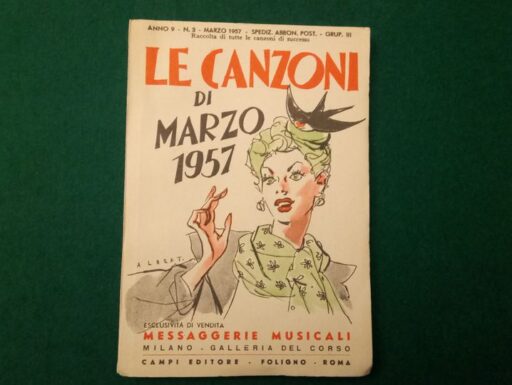 ANNO 9 - N. 3 - MARZO 1957 - SPEDIZ. ABBON. POST. - GRUP. III
Raccolta di tutte le canzoni di successo
LE CANZONI
DI
MARZO
1957
ALBERT.
ESCLUSIVITÀ DI VENDITA
MESSAGGERIE MUSICALI
MILANO - GALLERIA DEL CORSO
CAMPI EDITORE - FOLIGNO - ROMA